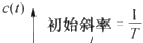 c(t)
初始斜率 = 1/T